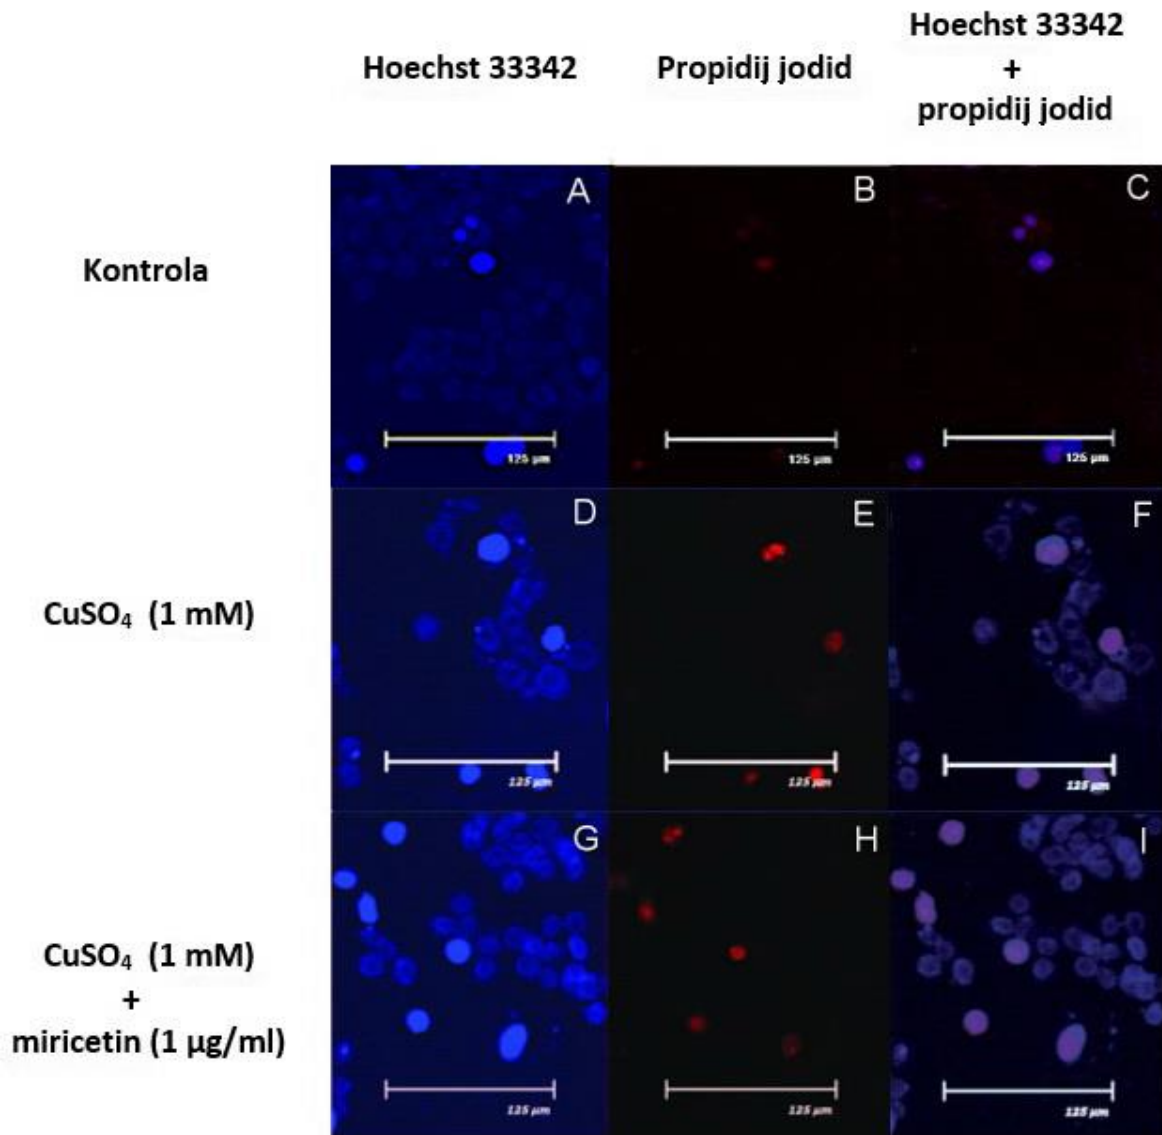 Hoechst 33342
Propidij jodid
Hoechst 33342
+
propidij jodid
Kontrola
A
B
C
125 µm
125 µm
125 µm
CuSO₄ (1 mM)
D
E
F
125 µm
125 µm
125 µm
CuSO₄ (1 mM)
+
miricetin (1 µg/ml)
G
H
I
125 µm
125 µm
125 µm